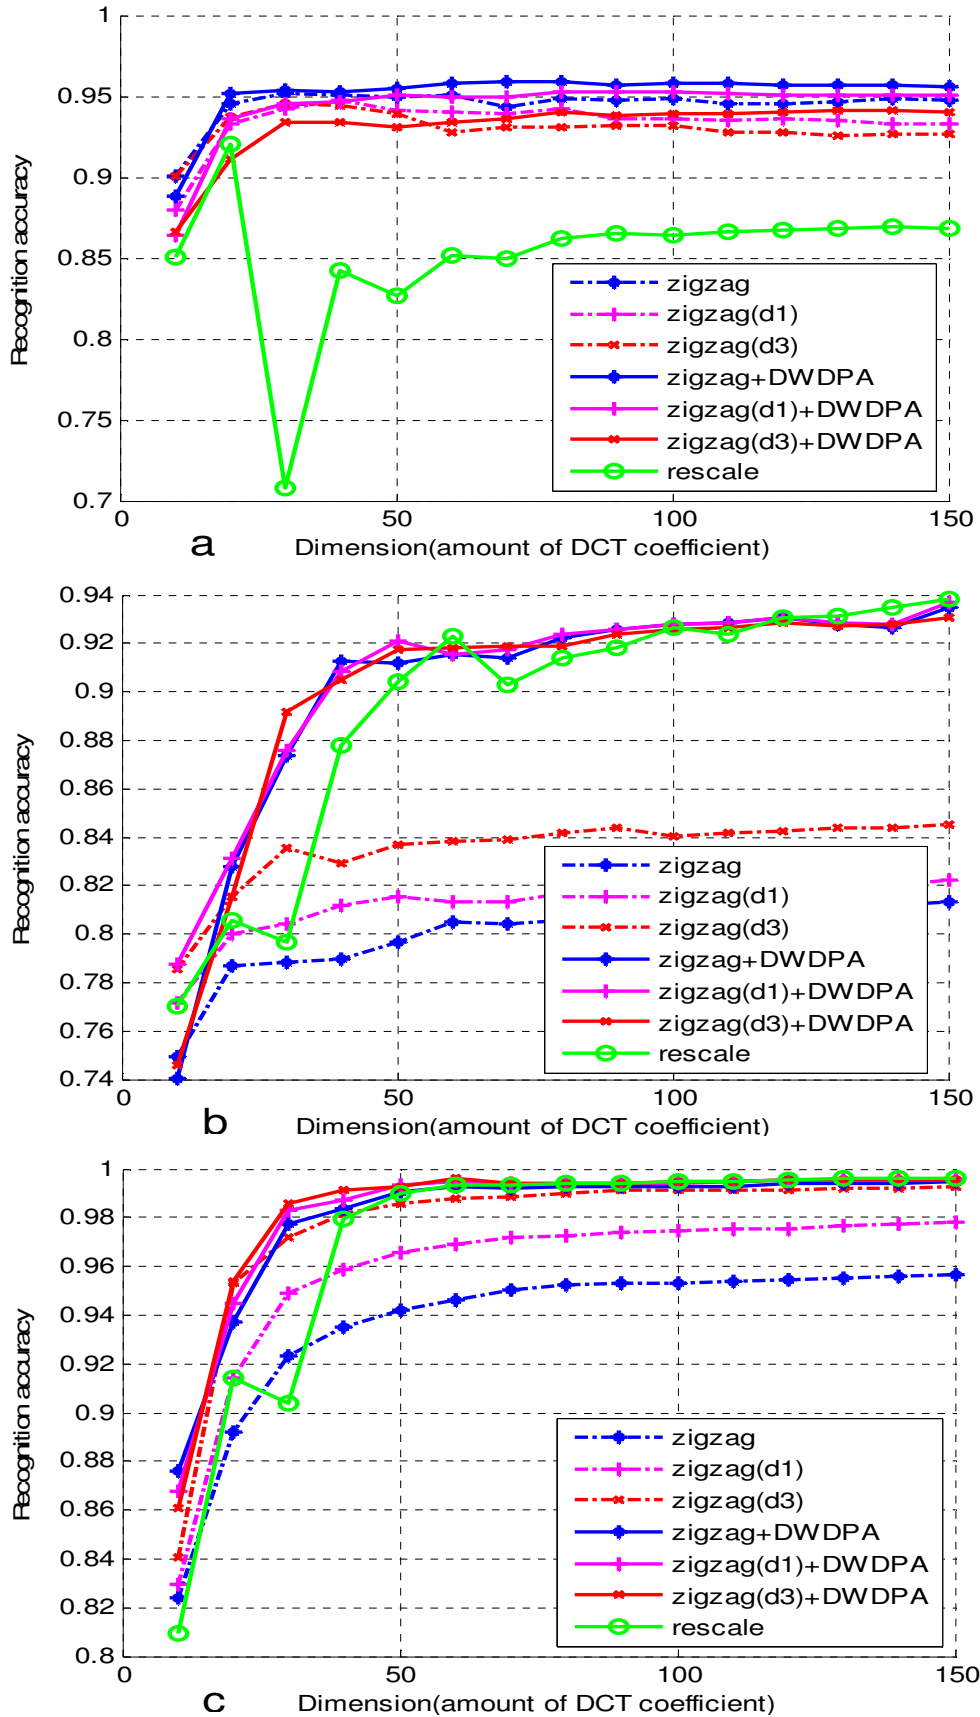 1
0.95
0.9
0.85
0.8
0.75
0.7
Recognition accuracy
zigzag
zigzag(d1)
zigzag(d3)
zigzag+DWDPA
zigzag(d1)+DWDPA
zigzag(d3)+DWDPA
rescale
0 50 100 150
a Dimension(amount of DCT coefficient)
0.94
0.92
0.9
0.88
0.86
0.84
0.82
0.8
0.78
0.76
0.74
Recognition accuracy
zigzag
zigzag(d1)
zigzag(d3)
zigzag+DWDPA
zigzag(d1)+DWDPA
zigzag(d3)+DWDPA
rescale
0 50 100 150
b Dimension(amount of DCT coefficient)
1
0.98
0.96
0.94
0.92
0.9
0.88
0.86
0.84
0.82
0.8
Recognition accuracy
zigzag
zigzag(d1)
zigzag(d3)
zigzag+DWDPA
zigzag(d1)+DWDPA
zigzag(d3)+DWDPA
rescale
0 50 100 150
c Dimension(amount of DCT coefficient)